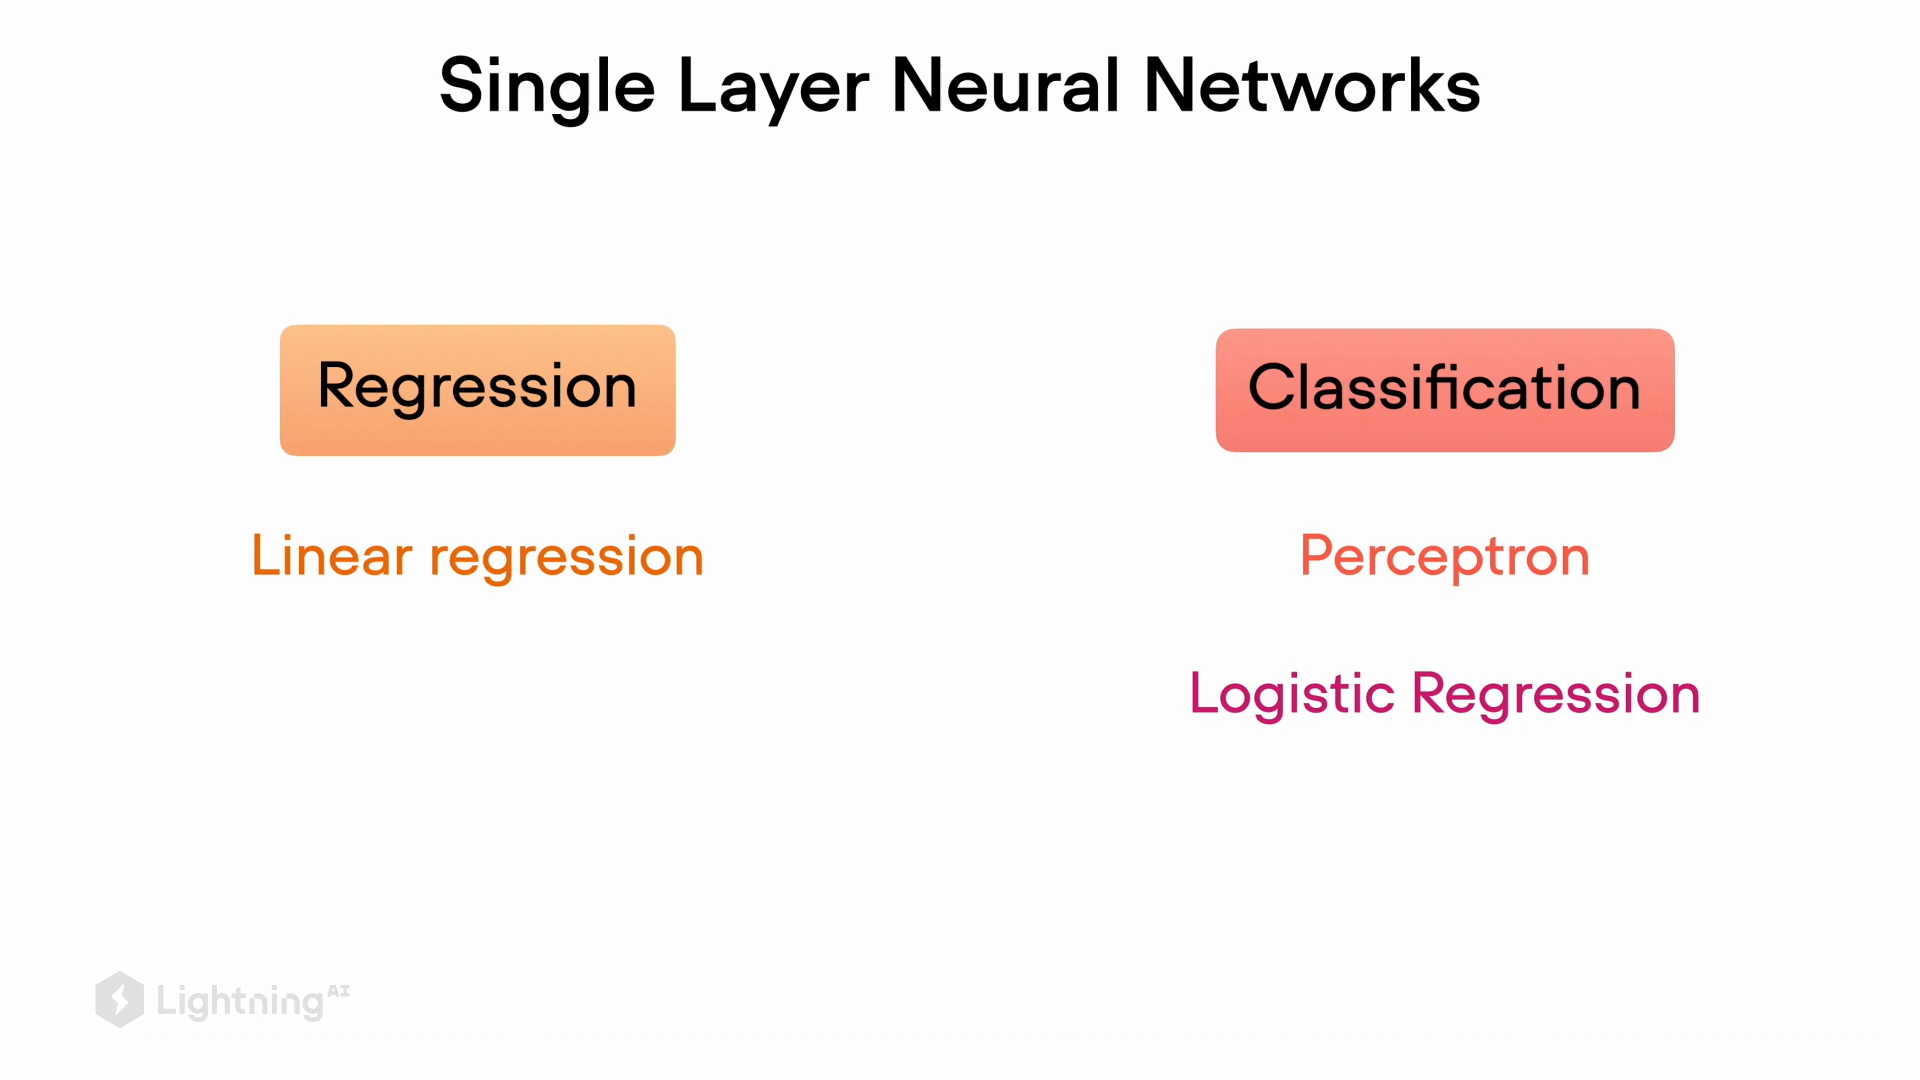 Single Layer Neural Networks
Regression
Classification
Linear regression
Perceptron
Logistic Regression
Lightning AI